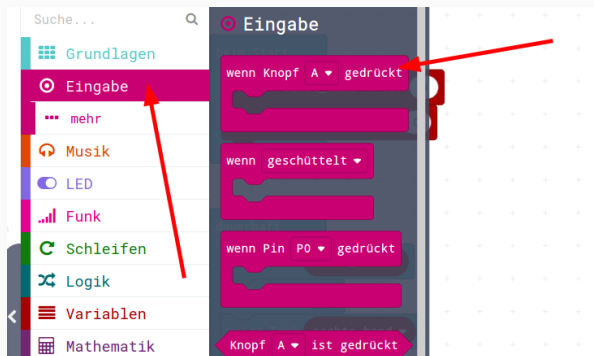 Suche...
Grundlagen
Eingabe
mehr
Musik
LED
Funk
Schleifen
Logik
Variablen
Mathematik
Eingabe
wenn Knopf A gedrückt
wenn geschüttelt
wenn Pin P0 gedrückt
Knopf A ist gedrückt